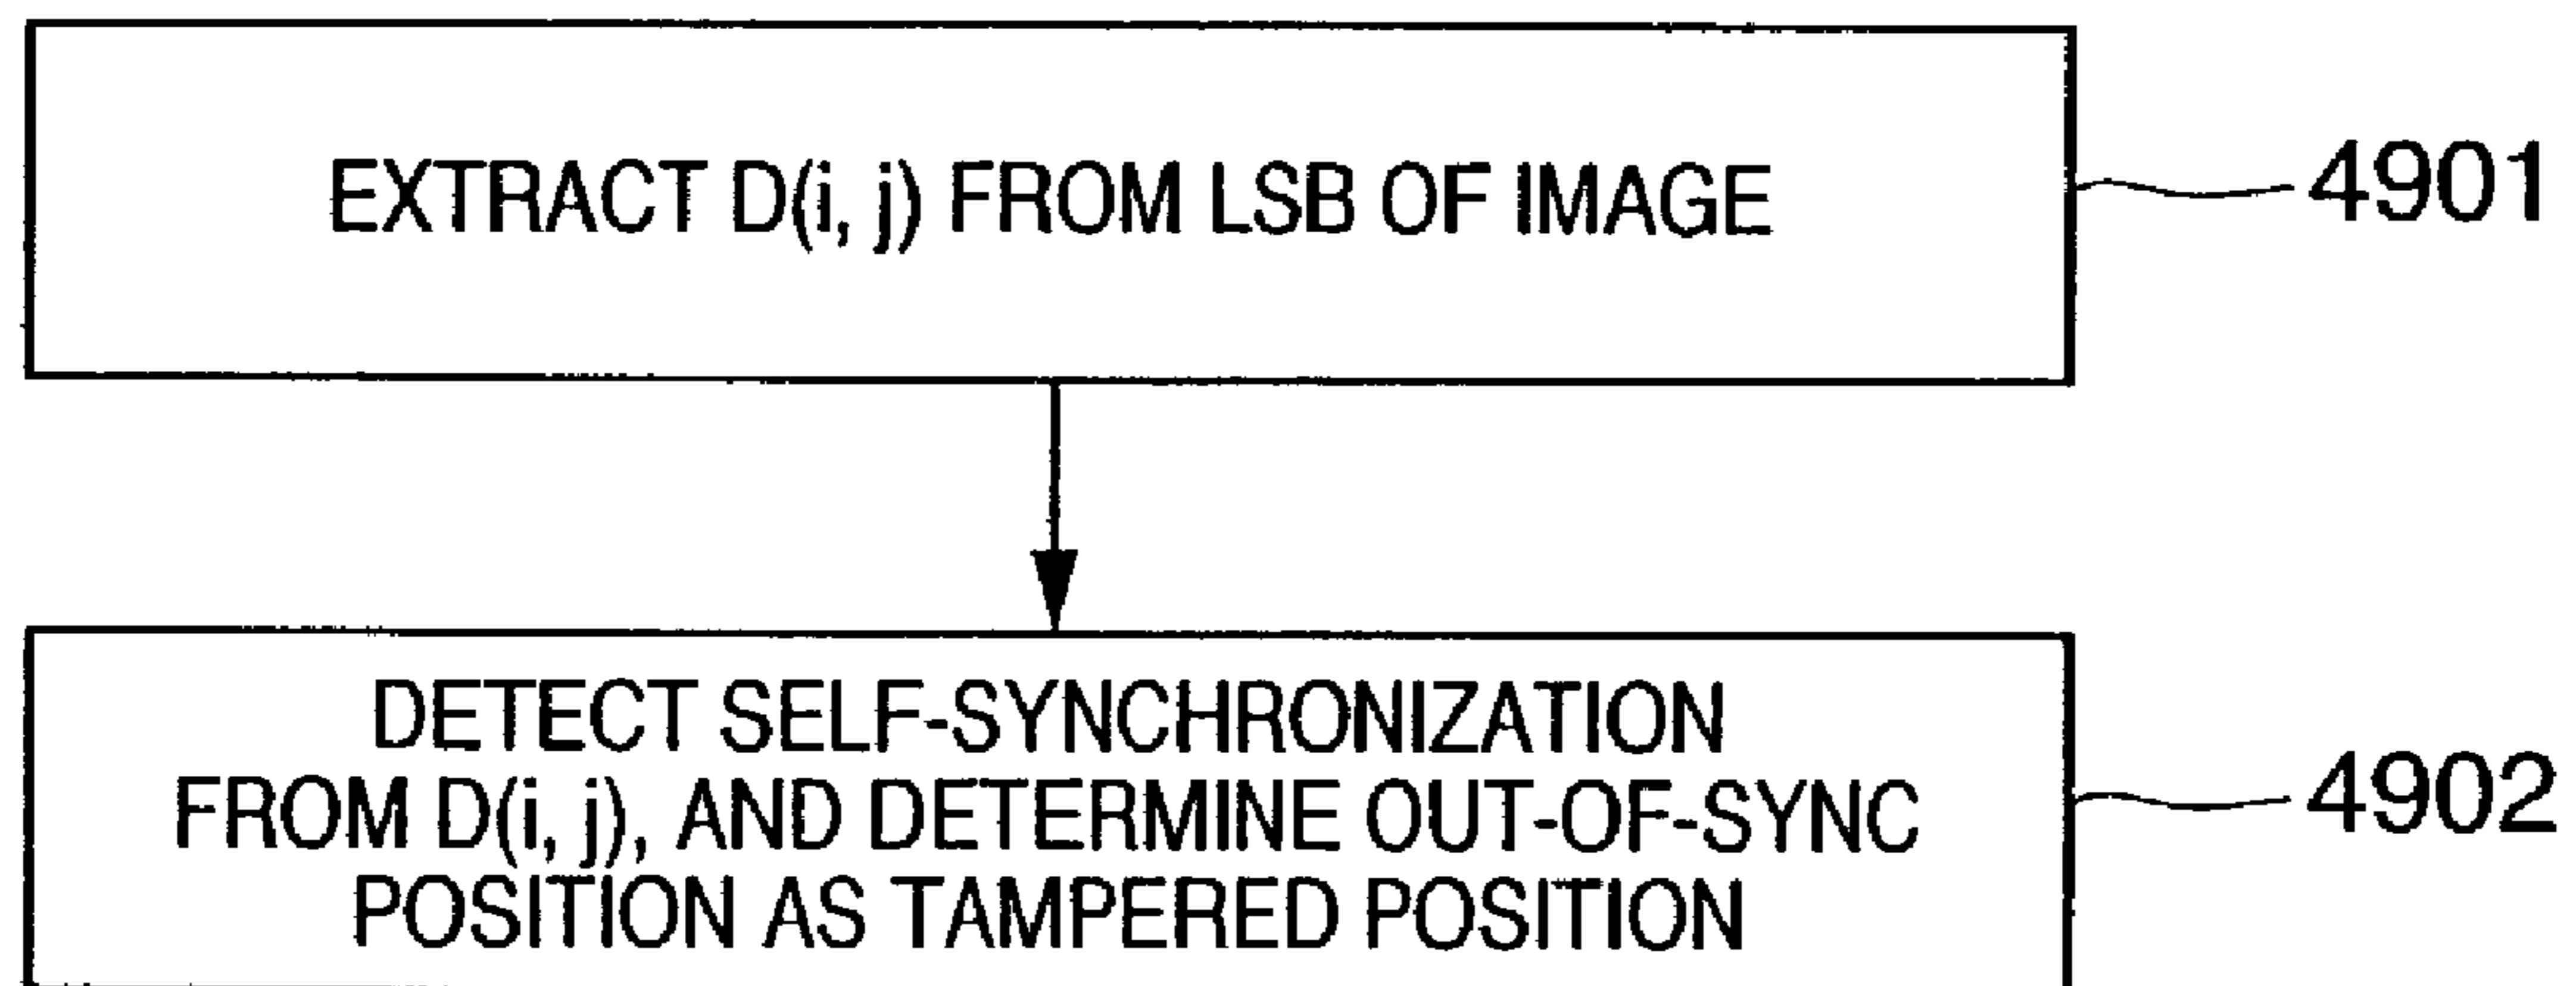 EXTRACT D(i, j) FROM LSB OF IMAGE
4901
DETECT SELF-SYNCHRONIZATION
FROM D(i, j), AND DETERMINE OUT-OF-SYNC
POSITION AS TAMPERED POSITION
4902